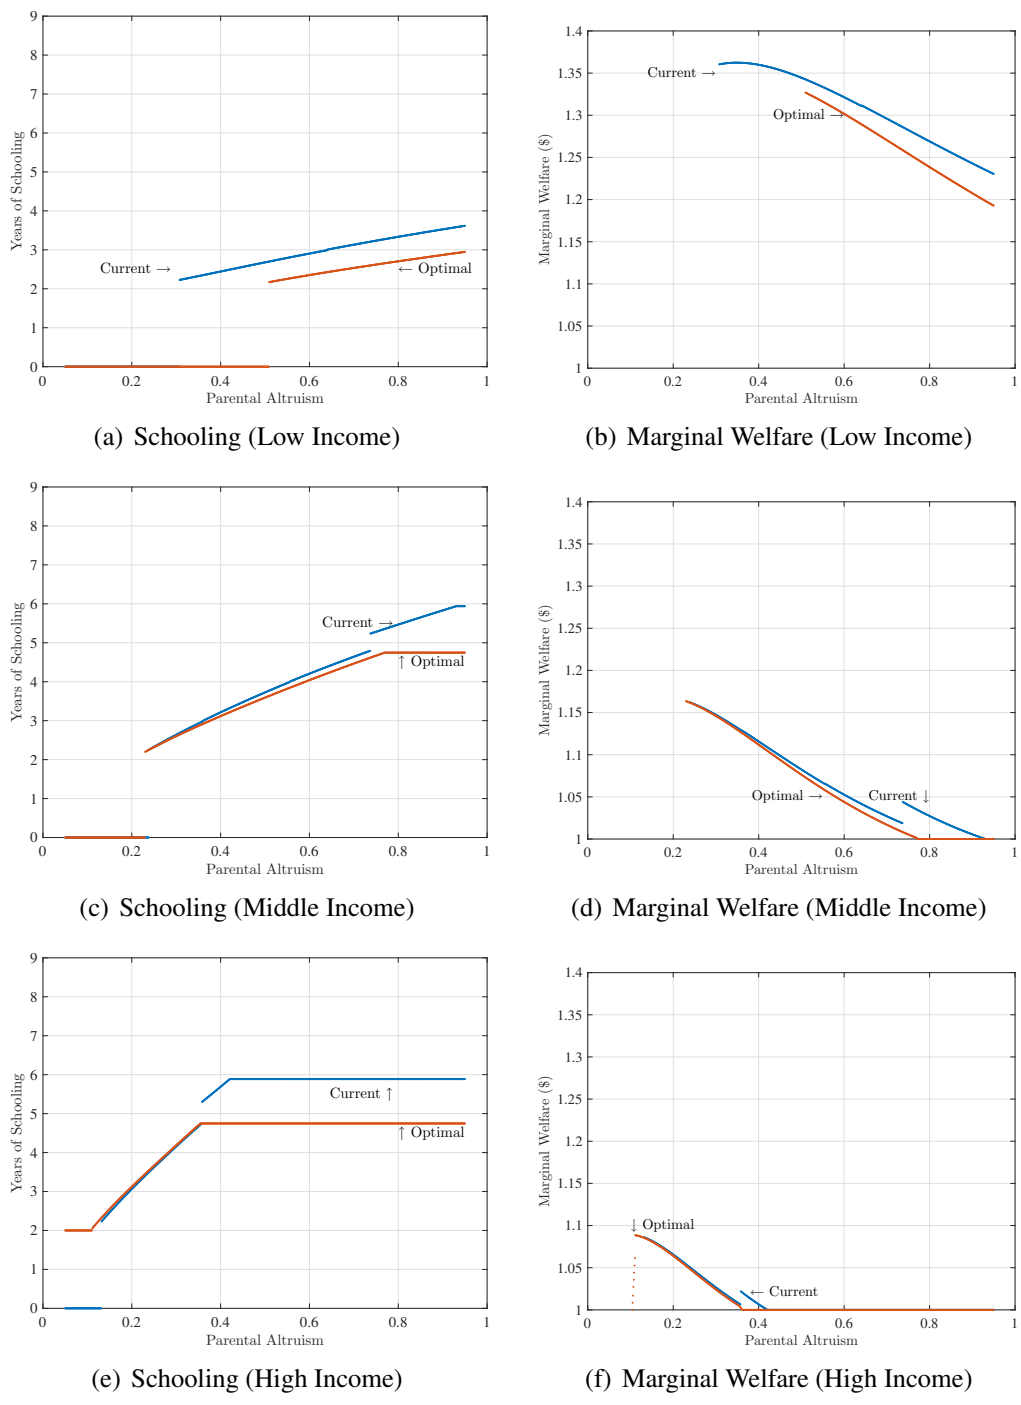 9
8
7
6
5
4
3
2
1
0
Years of Schooling
Current →
← Optimal
0 0.2 0.4 0.6 0.8 1
Parental Altruism
(a) Schooling (Low Income)
1.4
1.35
1.3
1.25
1.2
1.15
1.1
1.05
1
Marginal Welfare ($)
Current →
Optimal →
0 0.2 0.4 0.6 0.8 1
Parental Altruism
(b) Marginal Welfare (Low Income)
9
8
7
6
5
4
3
2
1
0
Years of Schooling
Current →
↑ Optimal
0 0.2 0.4 0.6 0.8 1
Parental Altruism
(c) Schooling (Middle Income)
1.4
1.35
1.3
1.25
1.2
1.15
1.1
1.05
1
Marginal Welfare ($)
Optimal →
Current ↓
0 0.2 0.4 0.6 0.8 1
Parental Altruism
(d) Marginal Welfare (Middle Income)
9
8
7
6
5
4
3
2
1
0
Years of Schooling
Current ↑
↑ Optimal
0 0.2 0.4 0.6 0.8 1
Parental Altruism
(e) Schooling (High Income)
1.4
1.35
1.3
1.25
1.2
1.15
1.1
1.05
1
Marginal Welfare ($)
↓ Optimal
← Current
0 0.2 0.4 0.6 0.8 1
Parental Altruism
(f) Marginal Welfare (High Income)